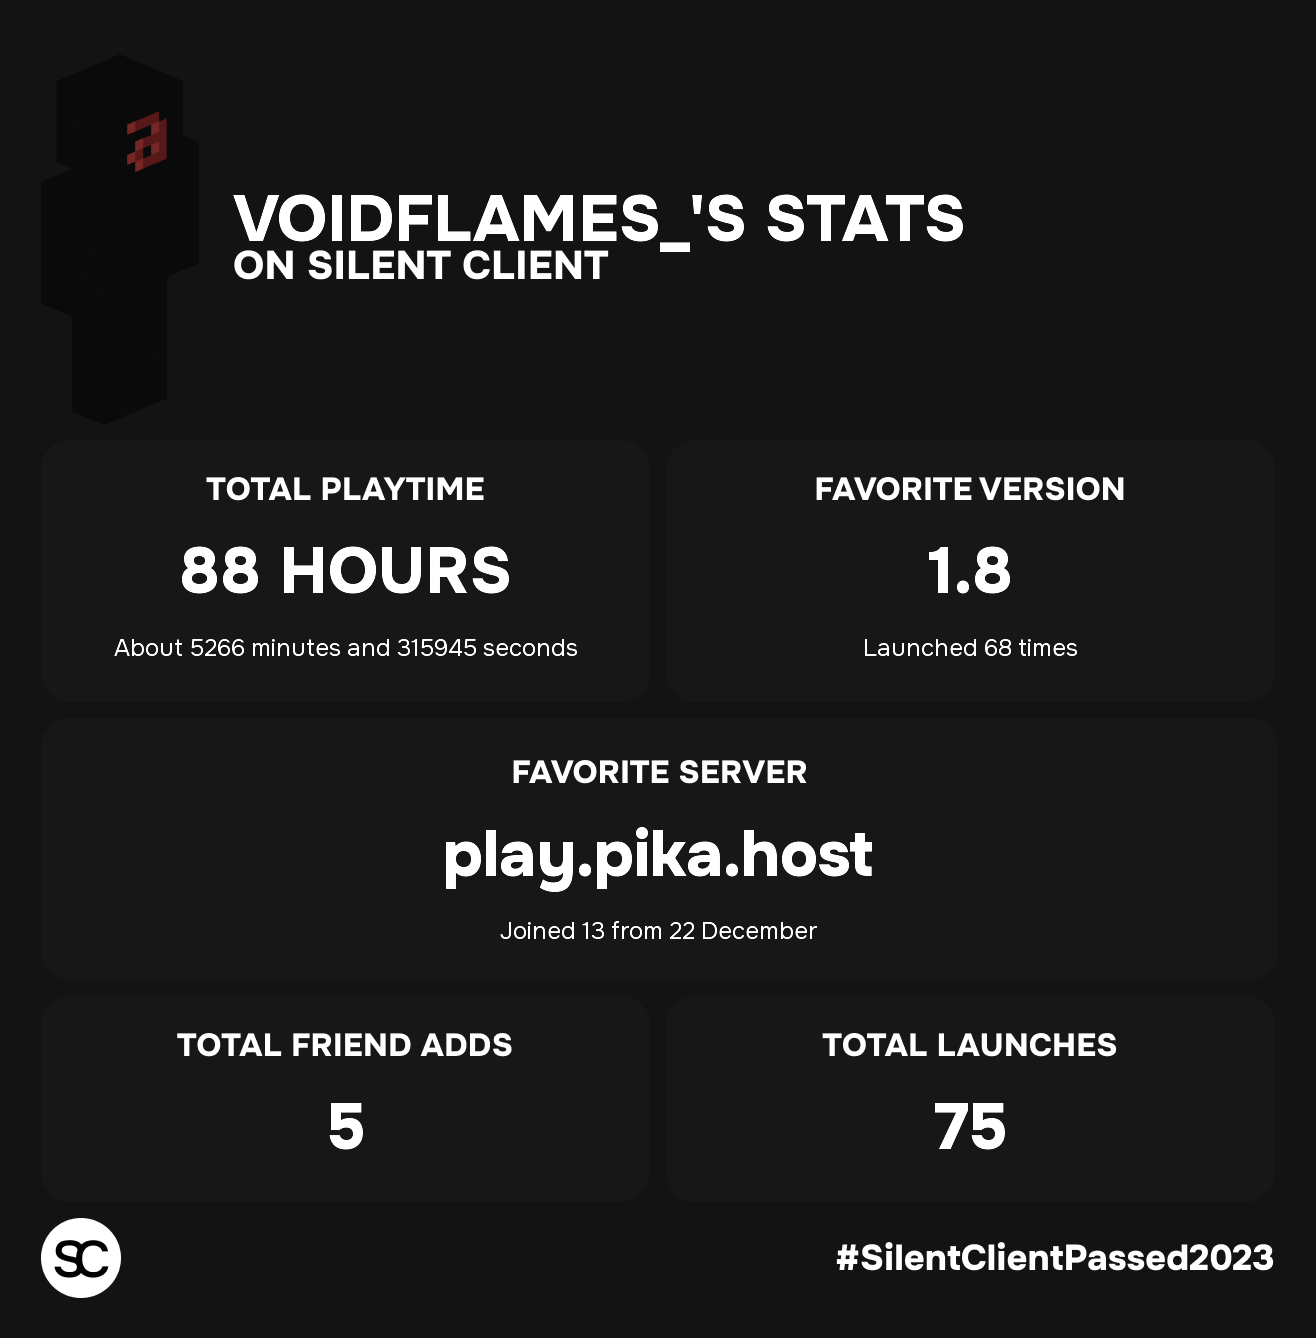 VOIDFLAMES_'S STATS
ON SILENT CLIENT
TOTAL PLAYTIME
88 HOURS
About 5266 minutes and 315945 seconds
FAVORITE VERSION
1.8
Launched 68 times
FAVORITE SERVER
play.pika.host
Joined 13 from 22 December
TOTAL FRIEND ADDS
5
TOTAL LAUNCHES
75
SC
#SilentClientPassed2023